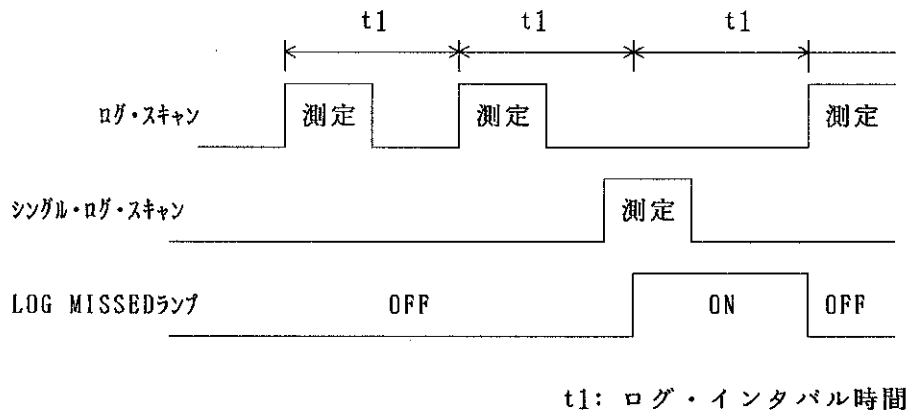 t1 t1 t1
ログ・スキャン 測定 測定 測定
シングル・ログ・スキャン 測定
LOG MISSEDランプ OFF ON OFF
t1: ログ・インタバル時間